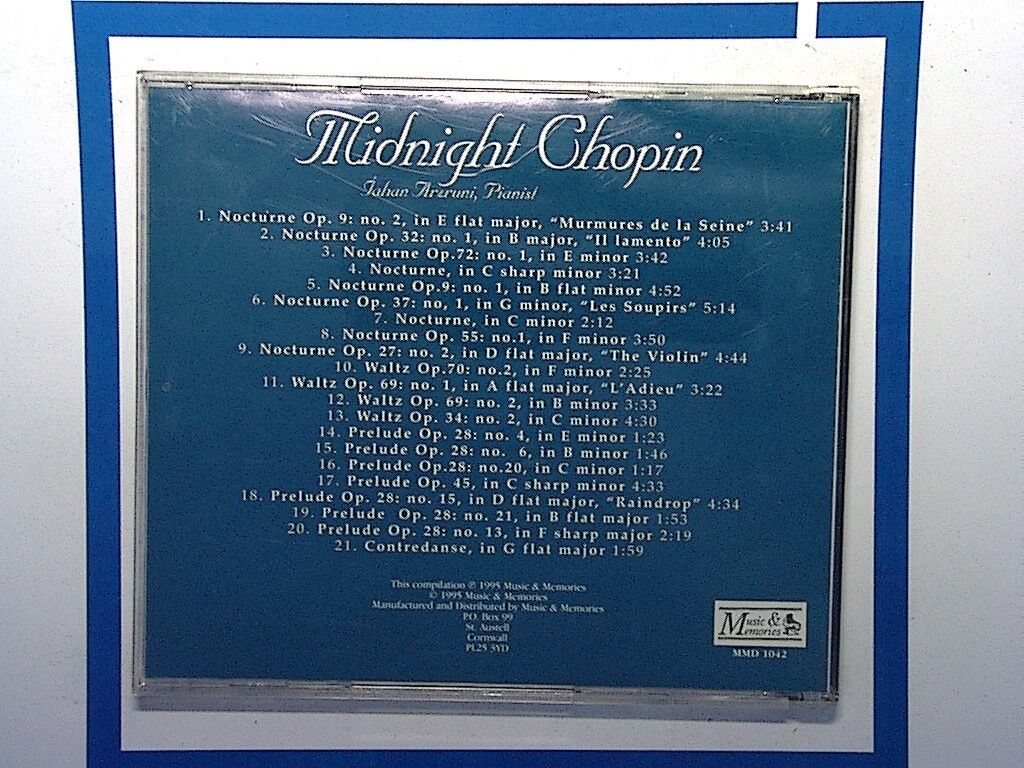 Midnight Chopin
Şahan Arzruni, Pianist
1. Nocturne Op. 9: no. 2, in E flat major, “Murmures de la Seine” 3:41
2. Nocturne Op. 32: no. 1, in B major, “Il lamento” 4:05
3. Nocturne Op.72: no. 1, in E minor 3:42
4. Nocturne, in C sharp minor 3:21
5. Nocturne Op.9: no. 1, in B flat minor 4:52
6. Nocturne Op. 37: no, 1, in G minor, “Les Soupirs” 5:14
7. Nocturne, in C minor 2:12
8. Nocturne Op. 55: no.1, in F minor 3:50
9. Nocturne Op. 27: no. 2, in D flat major, “The Violin” 4:44
10. Waltz Op.70: no.2, in F minor 2:25
11. Waltz Op. 69: no. 1, in A flat major, “L’Adieu” 3:22
12. Waltz Op. 69: no. 2, in B minor 3:33
13. Waltz Op. 34: no. 2, in C minor 4:30
14. Prelude Op. 28: no. 4, in E minor 1:23
15. Prelude Op. 28: no. 6, in B minor 1:46
16. Prelude Op.28: no.20, in C minor 1:17
17. Prelude Op. 45, in C sharp minor 4:33
18. Prelude Op. 28: no. 15, in D flat major, “Raindrop” 4:34
19. Prelude Op. 28: no. 21, in B flat major 1:53
20. Prelude Op. 28: no. 13, in F sharp major 2:19
21. Contredanse, in G flat major 1:59
This compilation ℗ 1995 Music & Memories
© 1995 Music & Memories
Manufactured and Distributed by Music & Memories
P.O. Box 99
St. Austell
Cornwall
PL25 3YD
Music &
Memories
MMD 1042